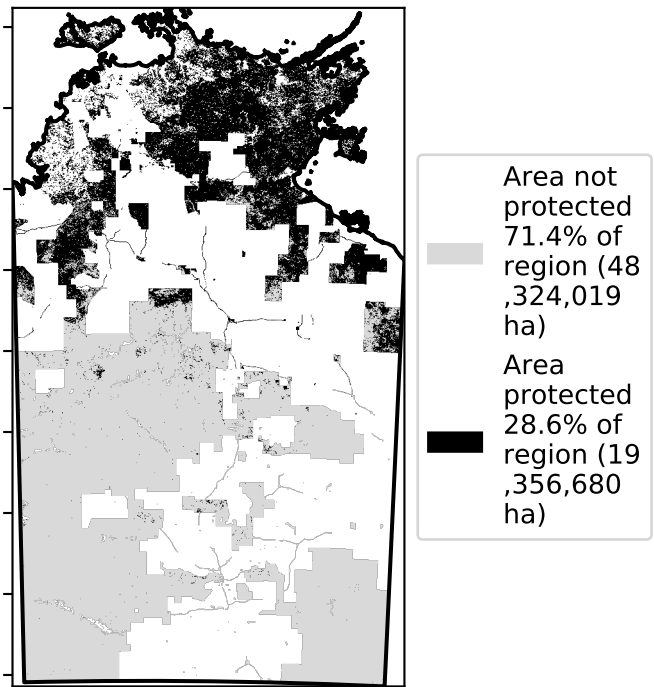 Area not
protected
71.4% of
region (48
,324,019
ha)
Area
protected
28.6% of
region (19
,356,680
ha)